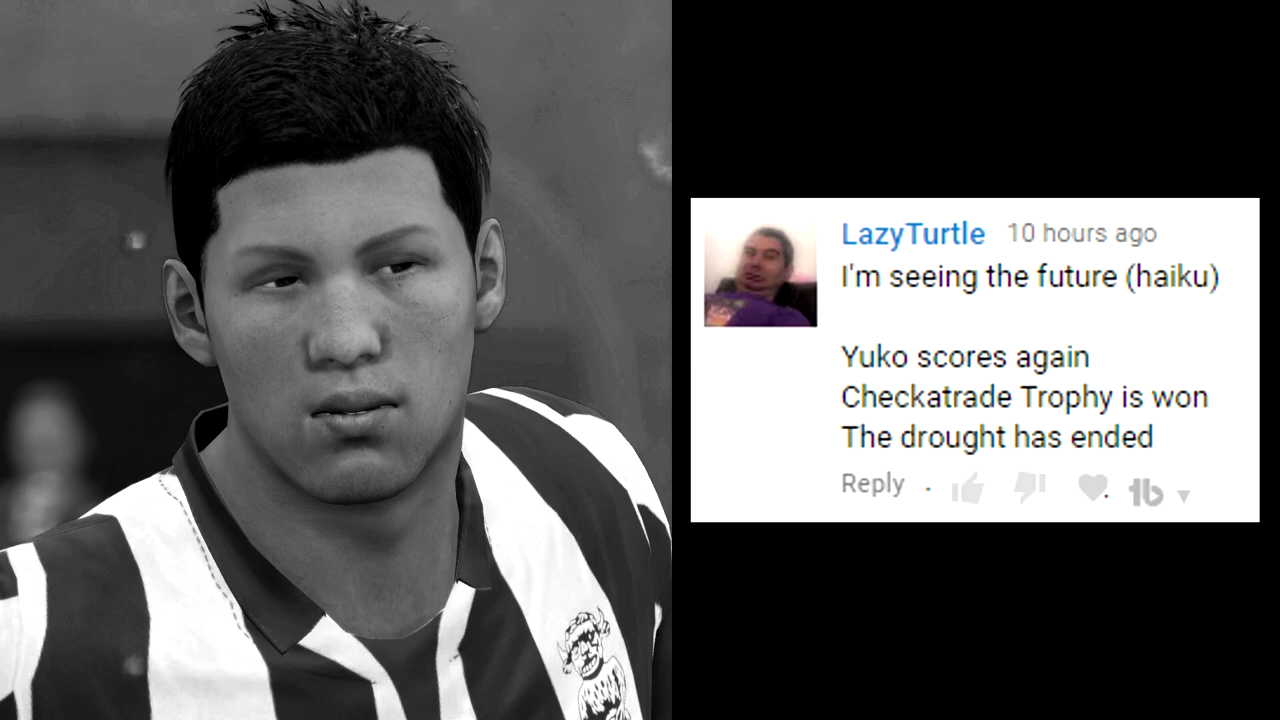 LazyTurtle 10 hours ago
I'm seeing the future (haiku)
Yuko scores again
Checkatrade Trophy is won
The drought has ended
Reply